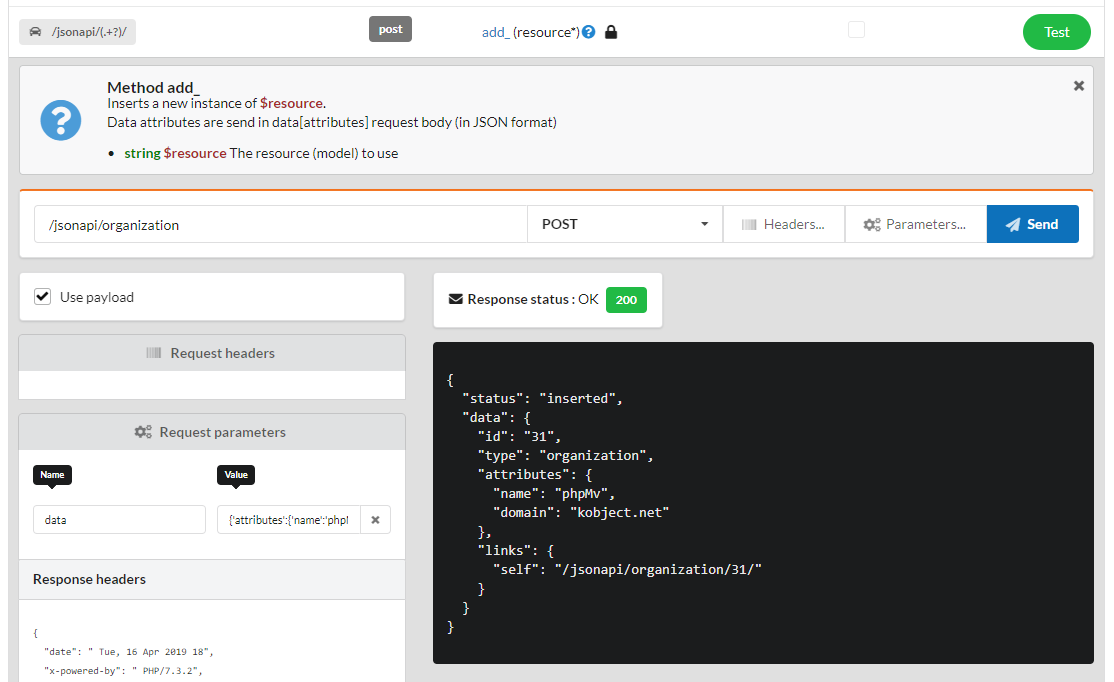 /jsonapi/(.+?)/ post add_ (resource*) Test
Method add_
Inserts a new instance of $resource.
Data attributes are send in data[attributes] request body (in JSON format)
• string $resource The resource (model) to use
/jsonapi/organization POST Headers... Parameters... Send
Use payload
Response status : OK 200
Request headers
Request parameters
Name Value
data {'attributes':{'name':'phpI
Response headers
{
"date": " Tue, 16 Apr 2019 18",
"x-powered-by": " PHP/7.3.2",
{
"status": "inserted",
"data": {
"id": "31",
"type": "organization",
"attributes": {
"name": "phpMv",
"domain": "kobject.net"
},
"links": {
"self": "/jsonapi/organization/31/"
}
}
}